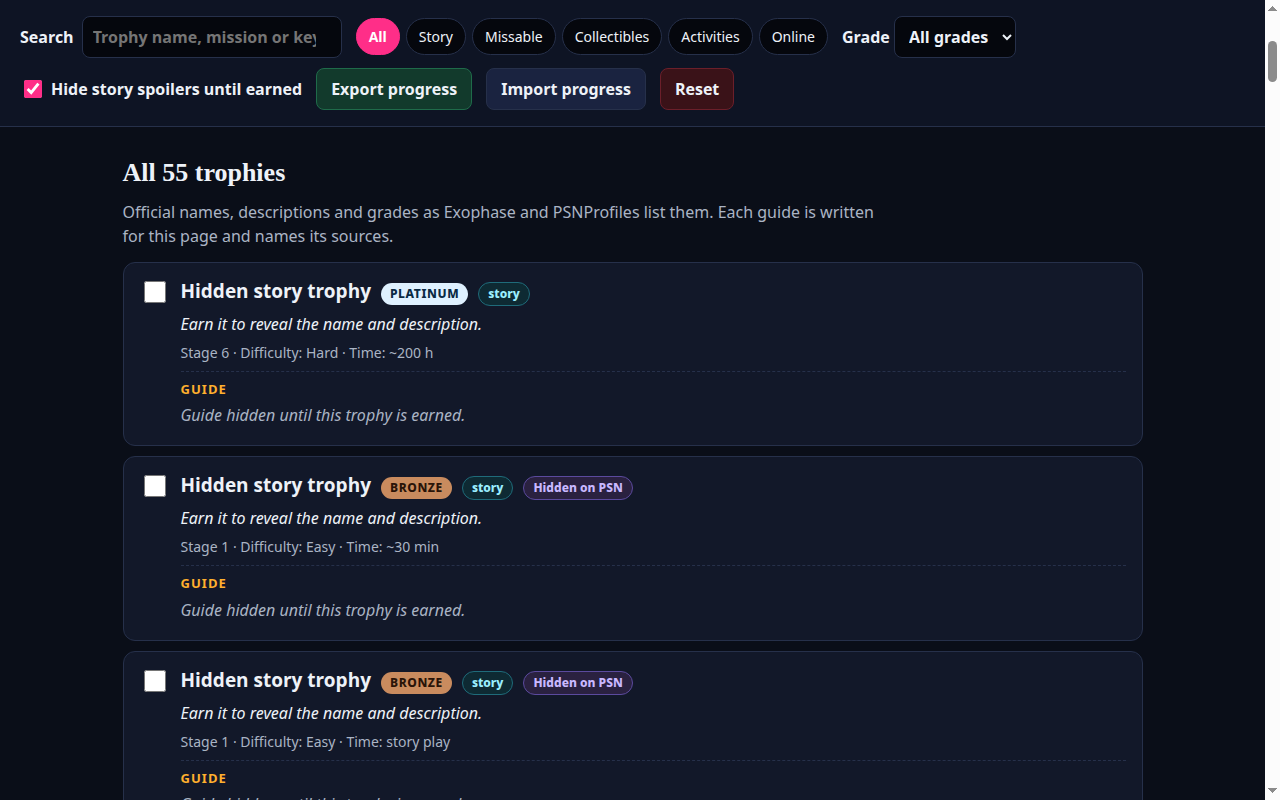 Search Trophy name, mission or key All Story Missable Collectibles Activities Online Grade All grades
Hide story spoilers until earned Export progress Import progress Reset
All 55 trophies
Official names, descriptions and grades as Exophase and PSNProfiles list them. Each guide is written
for this page and names its sources.
Hidden story trophy PLATINUM story
Earn it to reveal the name and description.
Stage 6 · Difficulty: Hard · Time: ~200 h
GUIDE
Guide hidden until this trophy is earned.
Hidden story trophy BRONZE story Hidden on PSN
Earn it to reveal the name and description.
Stage 1 · Difficulty: Easy · Time: ~30 min
GUIDE
Guide hidden until this trophy is earned.
Hidden story trophy BRONZE story Hidden on PSN
Earn it to reveal the name and description.
Stage 1 · Difficulty: Easy · Time: story play
GUIDE